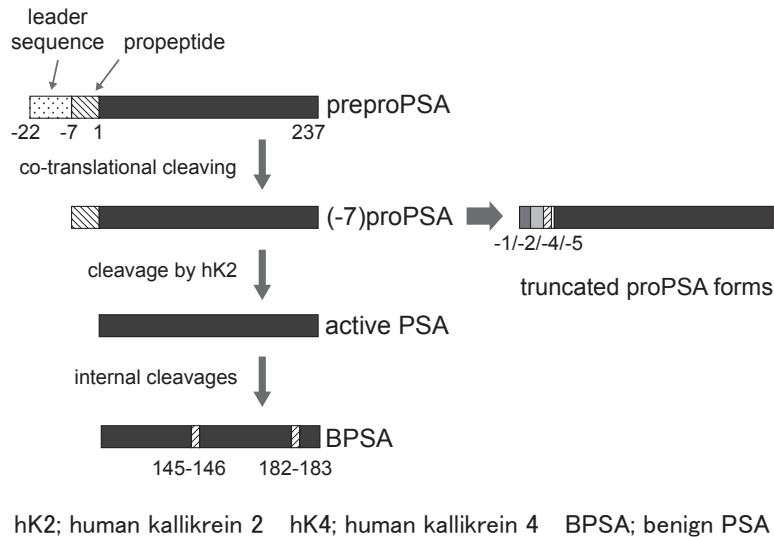 leader
sequence propeptide
preproPSA
-22 -7 1 237
co-translational cleaving
(-7)proPSA
-1/-2/-4/-5
cleavage by hK2
truncated proPSA forms
active PSA
internal cleavages
BPSA
145-146 182-183
hK2; human kallikrein 2 hK4; human kallikrein 4 BPSA; benign PSA